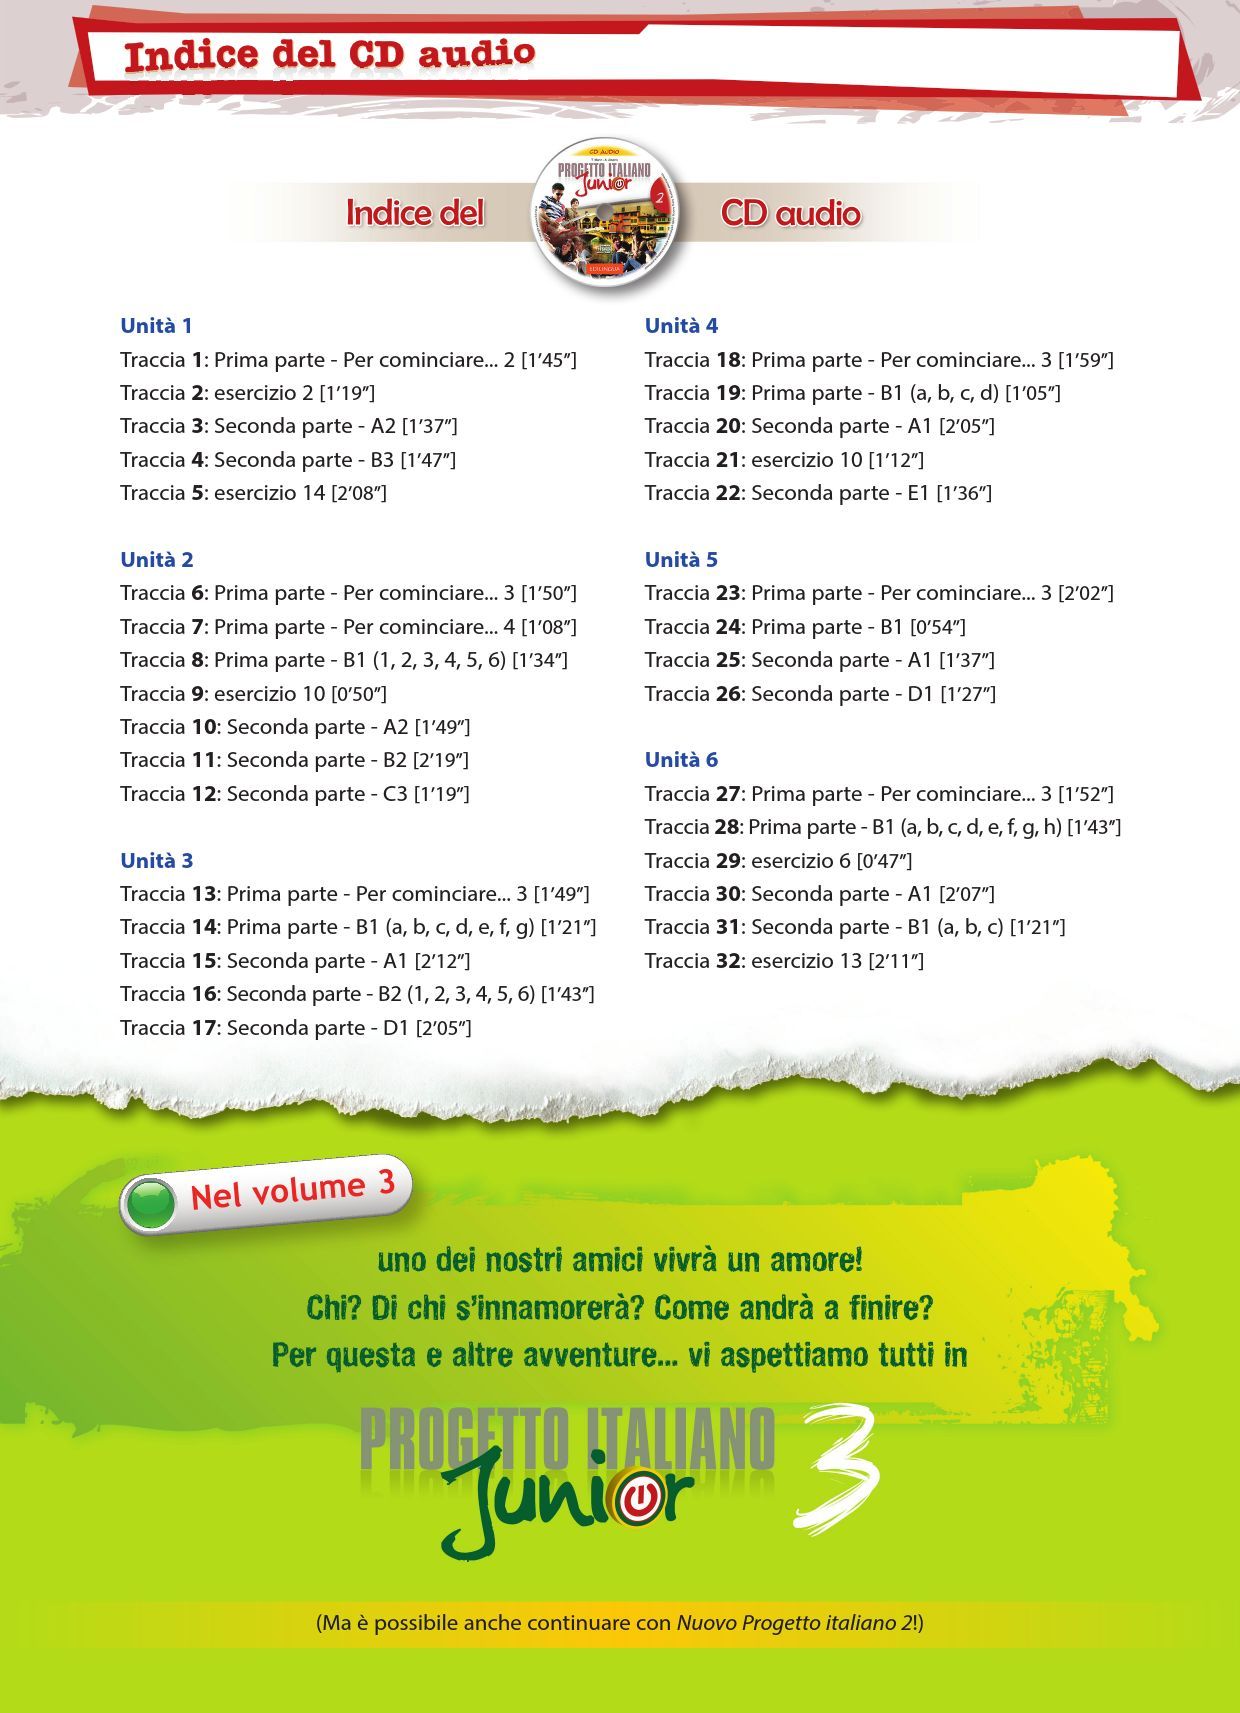 Indice del CD audio
Indice del
CD AUDIO
PROGETTO ITALIANO
Junior
2
EDILINGUA
CD audio
Unità 1
Traccia 1: Prima parte - Per cominciare... 2 [1’45’’]
Traccia 2: esercizio 2 [1’19’’]
Traccia 3: Seconda parte - A2 [1’37’’]
Traccia 4: Seconda parte - B3 [1’47’’]
Traccia 5: esercizio 14 [2’08’’]
Unità 2
Traccia 6: Prima parte - Per cominciare... 3 [1’50’’]
Traccia 7: Prima parte - Per cominciare... 4 [1’08’’]
Traccia 8: Prima parte - B1 (1, 2, 3, 4, 5, 6) [1’34’’]
Traccia 9: esercizio 10 [0’50’’]
Traccia 10: Seconda parte - A2 [1’49’’]
Traccia 11: Seconda parte - B2 [2’19’’]
Traccia 12: Seconda parte - C3 [1’19’’]
Unità 3
Traccia 13: Prima parte - Per cominciare... 3 [1’49’’]
Traccia 14: Prima parte - B1 (a, b, c, d, e, f, g) [1’21’’]
Traccia 15: Seconda parte - A1 [2’12’’]
Traccia 16: Seconda parte - B2 (1, 2, 3, 4, 5, 6) [1’43’’]
Traccia 17: Seconda parte - D1 [2’05’’]
Unità 4
Traccia 18: Prima parte - Per cominciare... 3 [1’59’’]
Traccia 19: Prima parte - B1 (a, b, c, d) [1’05’’]
Traccia 20: Seconda parte - A1 [2’05’’]
Traccia 21: esercizio 10 [1’12’’]
Traccia 22: Seconda parte - E1 [1’36’’]
Unità 5
Traccia 23: Prima parte - Per cominciare... 3 [2’02’’]
Traccia 24: Prima parte - B1 [0’54’’]
Traccia 25: Seconda parte - A1 [1’37’’]
Traccia 26: Seconda parte - D1 [1’27’’]
Unità 6
Traccia 27: Prima parte - Per cominciare... 3 [1’52’’]
Traccia 28: Prima parte - B1 (a, b, c, d, e, f, g, h) [1’43’’]
Traccia 29: esercizio 6 [0’47’’]
Traccia 30: Seconda parte - A1 [2’07’’]
Traccia 31: Seconda parte - B1 (a, b, c) [1’21’’]
Traccia 32: esercizio 13 [2’11’’]
Nel volume 3
uno dei nostri amici vivrà un amore!
Chi? Di chi s’innamorerà? Come andrà a finire?
Per questa e altre avventure... vi aspettiamo tutti in
PROGETTO ITALIANO
Junior 3
(Ma è possibile anche continuare con Nuovo Progetto italiano 2!)